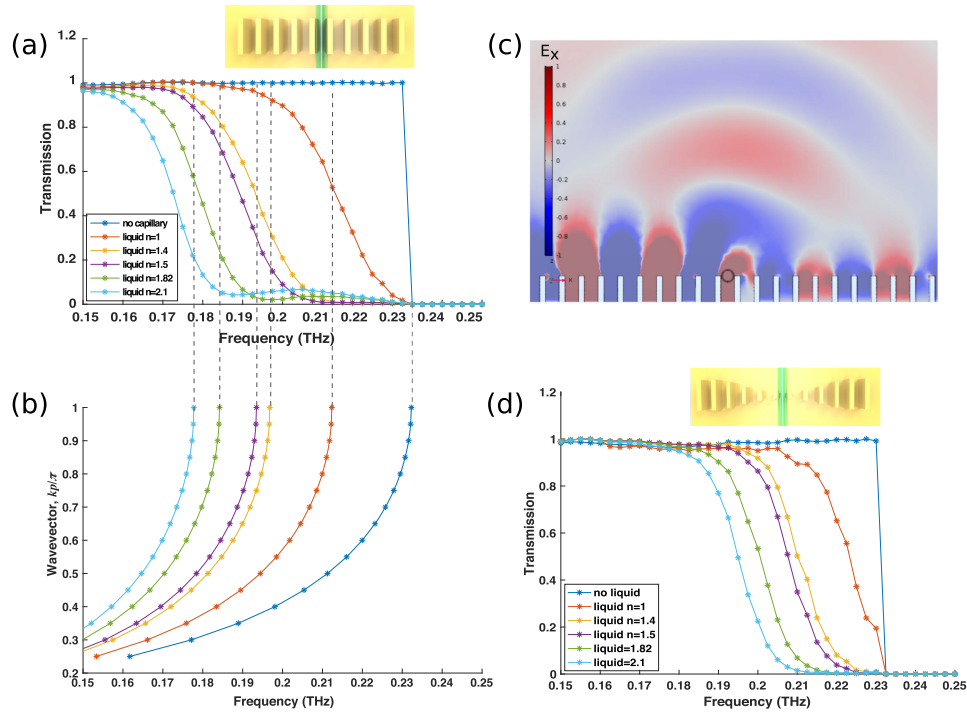 (a)
1.2
1
0.8
0.6
0.4
0.2
0
Transmission
no capillary
liquid n=1
liquid n=1.4
liquid n=1.5
liquid n=1.82
liquid n=2.1
0.15 0.16 0.17 0.18 0.19 0.2 0.21 0.22 0.23 0.24 0.25
Frequency (THz)
(b)
1
0.9
0.8
0.7
0.6
0.5
0.4
0.3
0.2
Wavevector, kp/π
0.15 0.16 0.17 0.18 0.19 0.2 0.21 0.22 0.23 0.24 0.25
Frequency (THz)
(c)
Ex
1
0.8
0.6
0.4
0.2
0
-0.2
-0.4
-0.6
-0.8
(d)
1.2
1
0.8
0.6
0.4
0.2
0
Transmission
no liquid
liquid n=1
liquid n=1.4
liquid n=1.5
liquid=1.82
liquid=2.1
0.15 0.16 0.17 0.18 0.19 0.2 0.21 0.22 0.23 0.24 0.25
Frequency (THz)